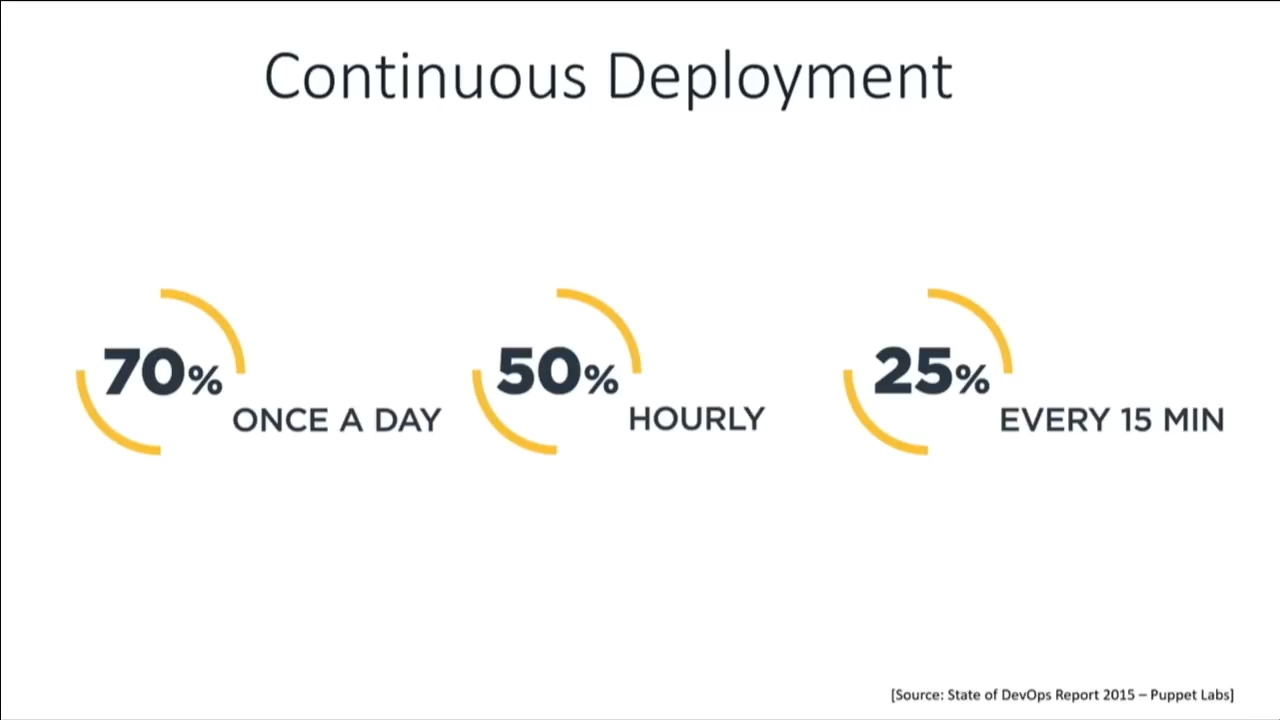 Continuous Deployment
70%
ONCE A DAY
50%
HOURLY
25%
EVERY 15 MIN
[Source: State of DevOps Report 2015 – Puppet Labs]